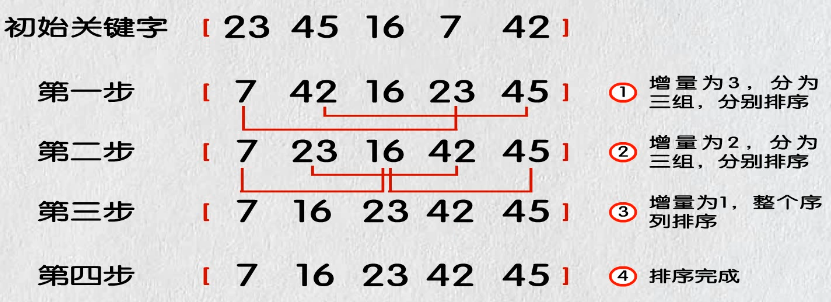 初始关键字 [ 23 45 16 7 42 ]
第一步 [ 7 42 16 23 45 ] ① 增量为3，分为
三组，分别排序
第二步 [ 7 23 16 42 45 ] ② 增量为2，分为
三组，分别排序
第三步 [ 7 16 23 42 45 ] ③ 增量为1，整个序
列排序
第四步 [ 7 16 23 42 45 ] ④ 排序完成